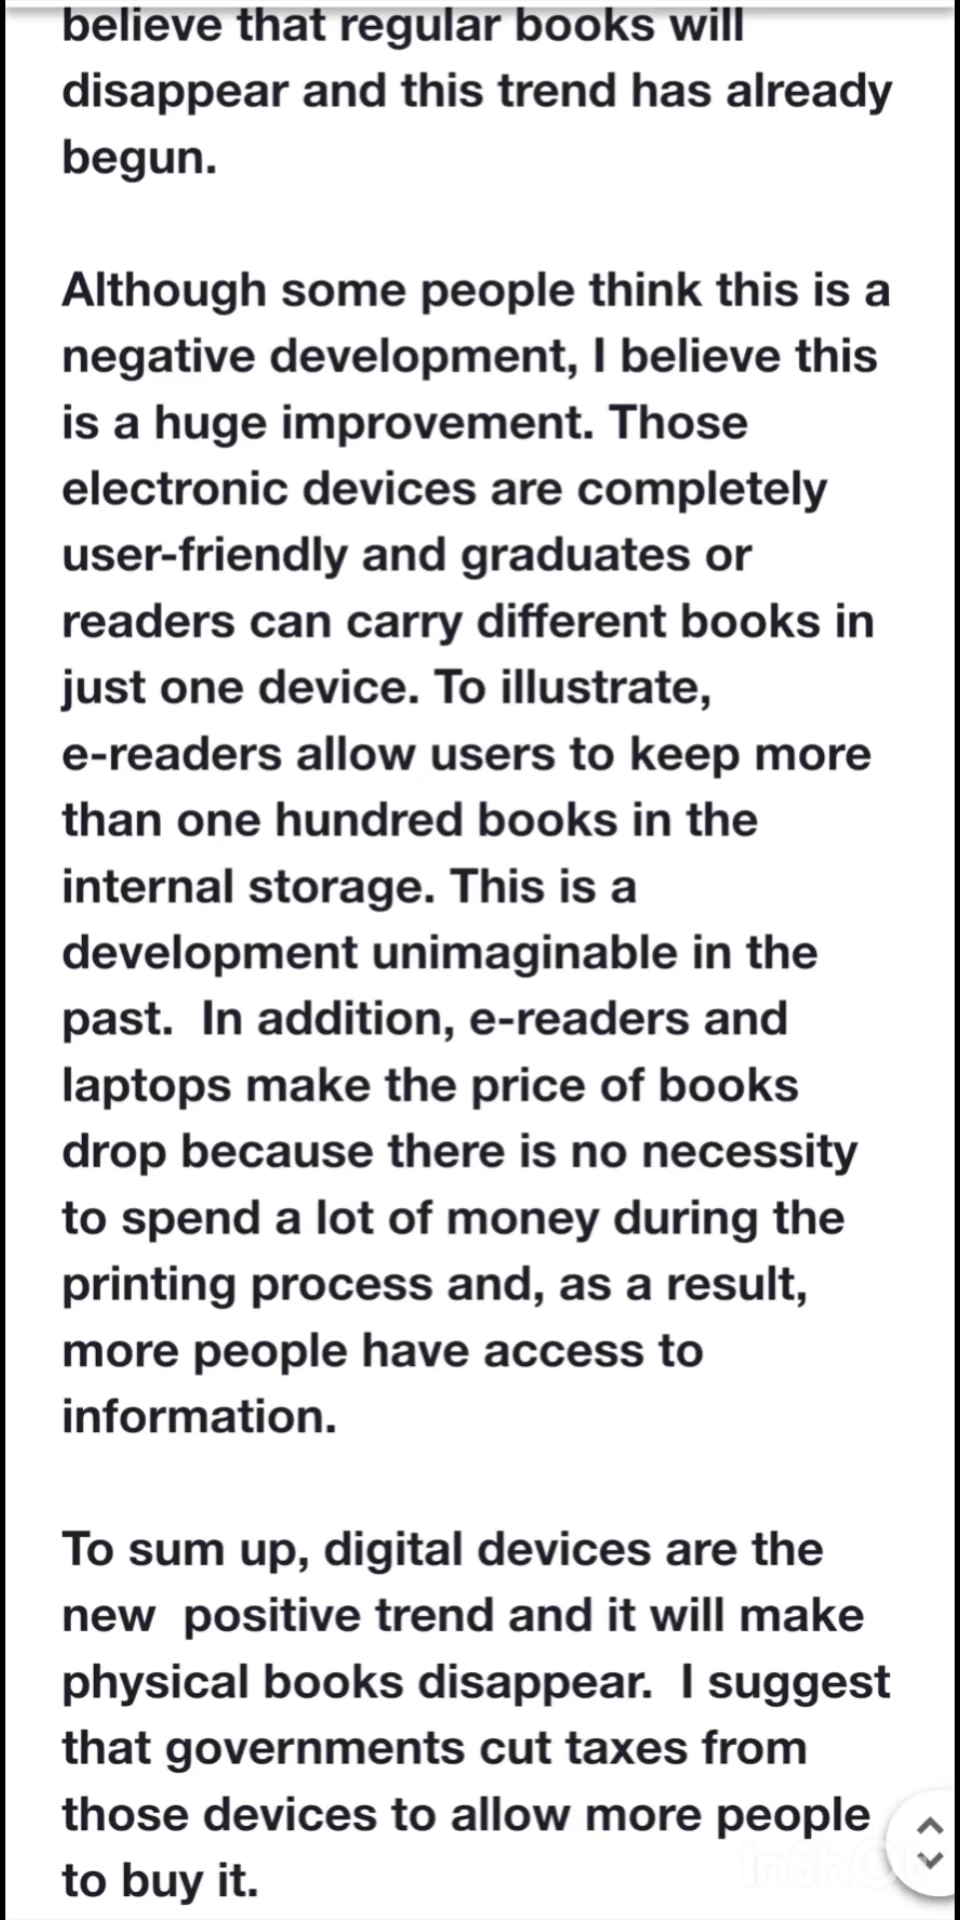 believe that regular books will
disappear and this trend has already
begun.
Although some people think this is a
negative development, I believe this
is a huge improvement. Those
electronic devices are completely
user-friendly and graduates or
readers can carry different books in
just one device. To illustrate,
e-readers allow users to keep more
than one hundred books in the
internal storage. This is a
development unimaginable in the
past.  In addition, e-readers and
laptops make the price of books
drop because there is no necessity
to spend a lot of money during the
printing process and, as a result,
more people have access to
information.
To sum up, digital devices are the
new  positive trend and it will make
physical books disappear.  I suggest
that governments cut taxes from
those devices to allow more people
to buy it.